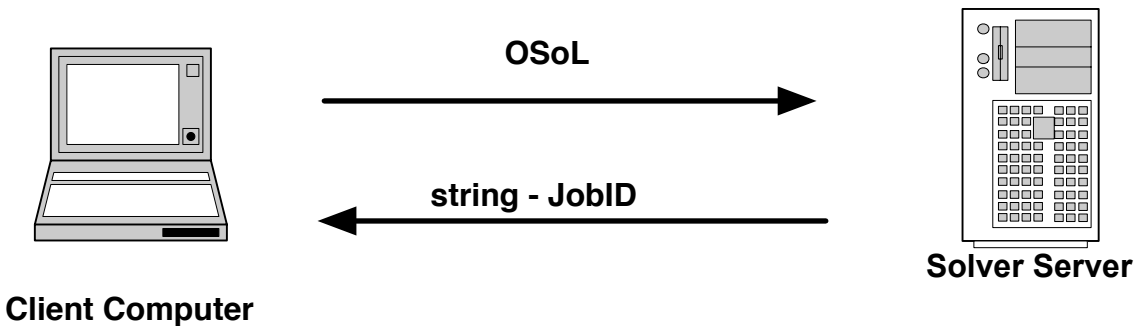 OSoL
string - JobID
Solver Server
Client Computer